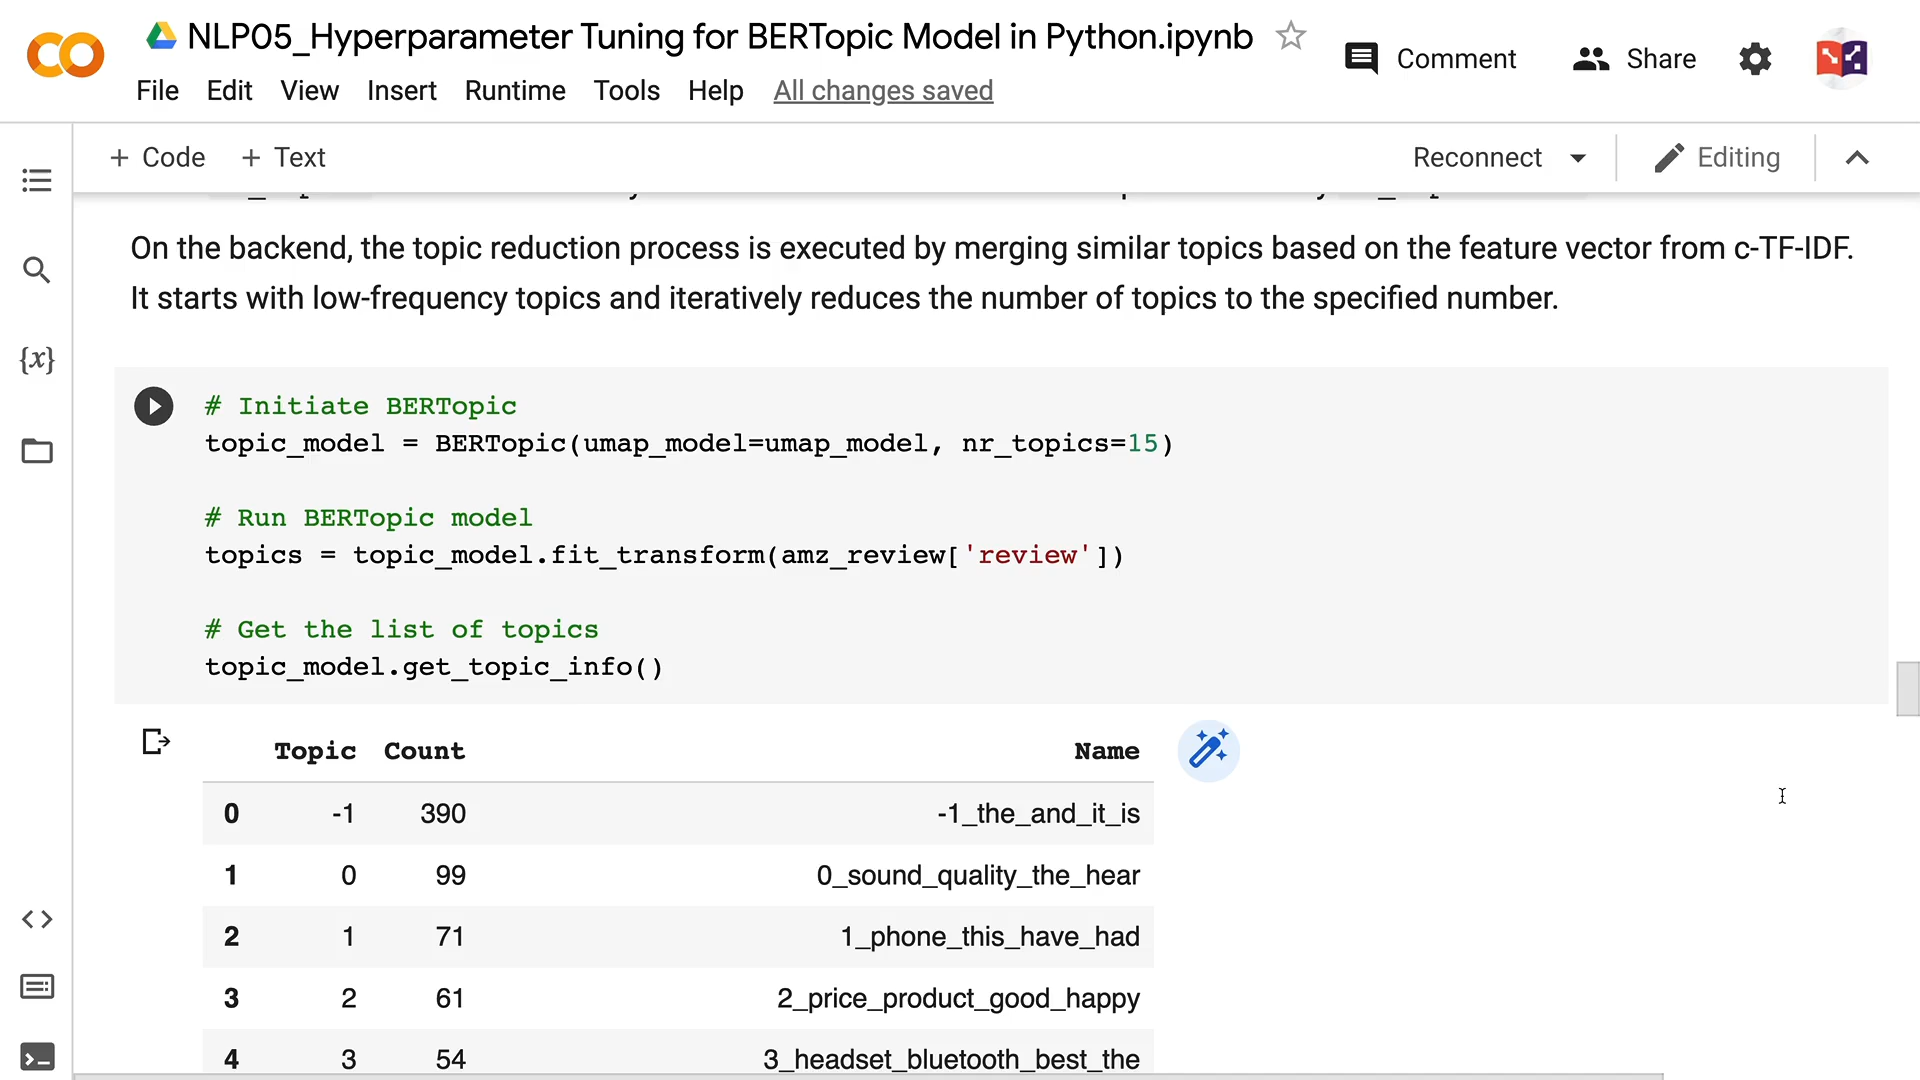 NLP05_Hyperparameter Tuning for BERTopic Model in Python.ipynb
Comment Share
File Edit View Insert Runtime Tools Help All changes saved
+ Code + Text Reconnect Editing
On the backend, the topic reduction process is executed by merging similar topics based on the feature vector from c-TF-IDF.
It starts with low-frequency topics and iteratively reduces the number of topics to the specified number.
{x}
# Initiate BERTopic
topic_model = BERTopic(umap_model=umap_model, nr_topics=15)
# Run BERTopic model
topics = topic_model.fit_transform(amz_review['review'])
# Get the list of topics
topic_model.get_topic_info()
Topic Count Name
0 -1 390 -1_the_and_it_is
1 0 99 0_sound_quality_the_hear
2 1 71 1_phone_this_have_had
3 2 61 2_price_product_good_happy
4 3 54 3_headset_bluetooth_best_the